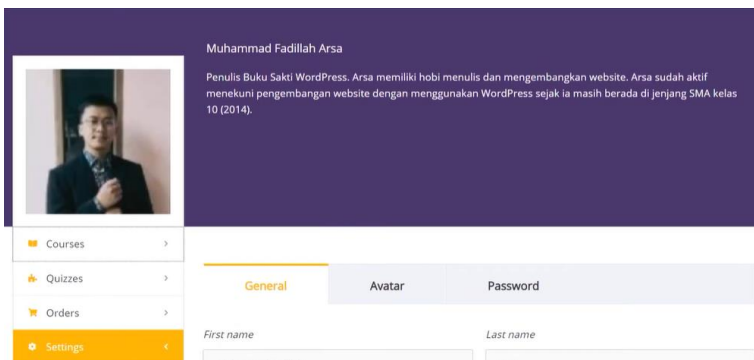 Muhammad Fadillah Arsa
Penulis Buku Sakti WordPress. Arsa memiliki hobi menulis dan mengembangkan website. Arsa sudah aktif
menekuni pengembangan website dengan menggunakan WordPress sejak ia masih berada di jenjang SMA kelas
10 (2014).
Courses
Quizzes
Orders
Settings
General Avatar Password
First name Last name